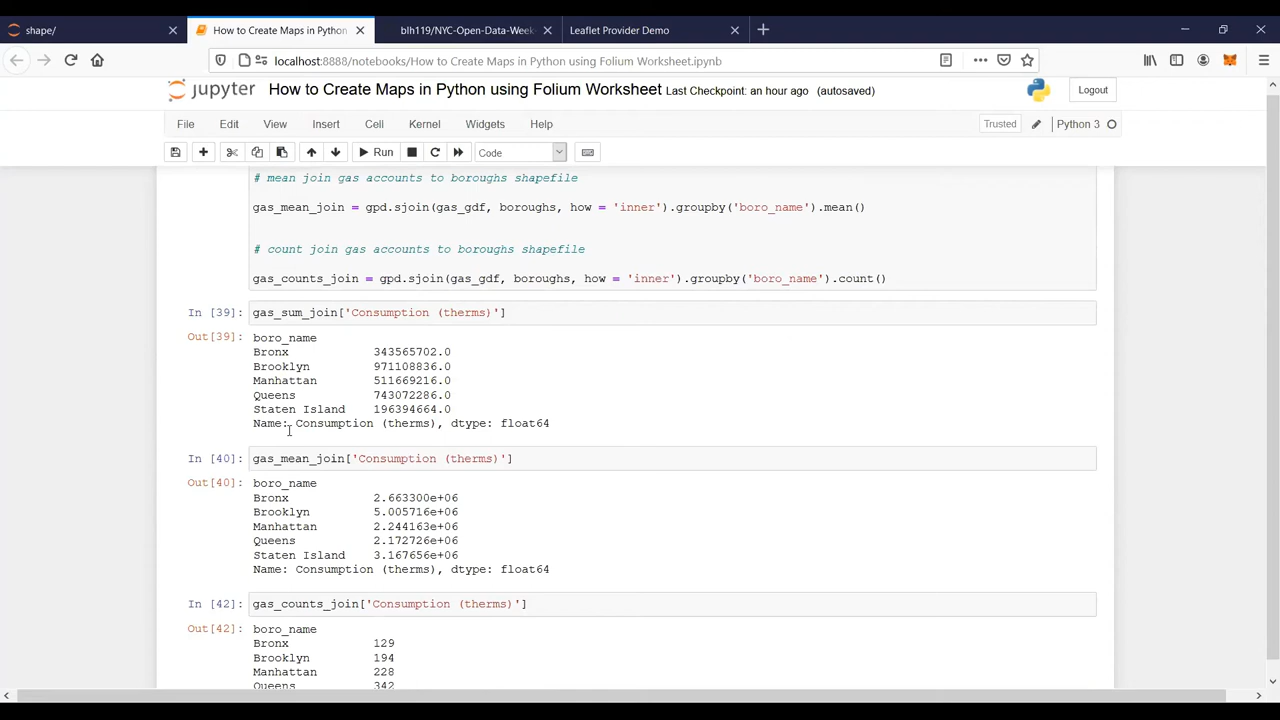 shape/
How to Create Maps in Python
blh119/NYC-Open-Data-Week-
Leaflet Provider Demo
localhost:8888/notebooks/How to Create Maps in Python using Folium Worksheet.ipynb
jupyter How to Create Maps in Python using Folium Worksheet Last Checkpoint: an hour ago (autosaved)
Logout
File Edit View Insert Cell Kernel Widgets Help
Trusted Python 3
Run Code
# mean join gas accounts to boroughs shapefile
gas_mean_join = gpd.sjoin(gas_gdf, boroughs, how = 'inner').groupby('boro_name').mean()
# count join gas accounts to boroughs shapefile
gas_counts_join = gpd.sjoin(gas_gdf, boroughs, how = 'inner').groupby('boro_name').count()
In [39]: gas_sum_join['Consumption (therms)']
Out[39]: boro_name
Bronx 343565702.0
Brooklyn 971108836.0
Manhattan 511669216.0
Queens 743072286.0
Staten Island 196394664.0
Name: Consumption (therms), dtype: float64
In [40]: gas_mean_join['Consumption (therms)']
Out[40]: boro_name
Bronx 2.663300e+06
Brooklyn 5.005716e+06
Manhattan 2.244163e+06
Queens 2.172726e+06
Staten Island 3.167656e+06
Name: Consumption (therms), dtype: float64
In [42]: gas_counts_join['Consumption (therms)']
Out[42]: boro_name
Bronx 129
Brooklyn 194
Manhattan 228
Queens 342